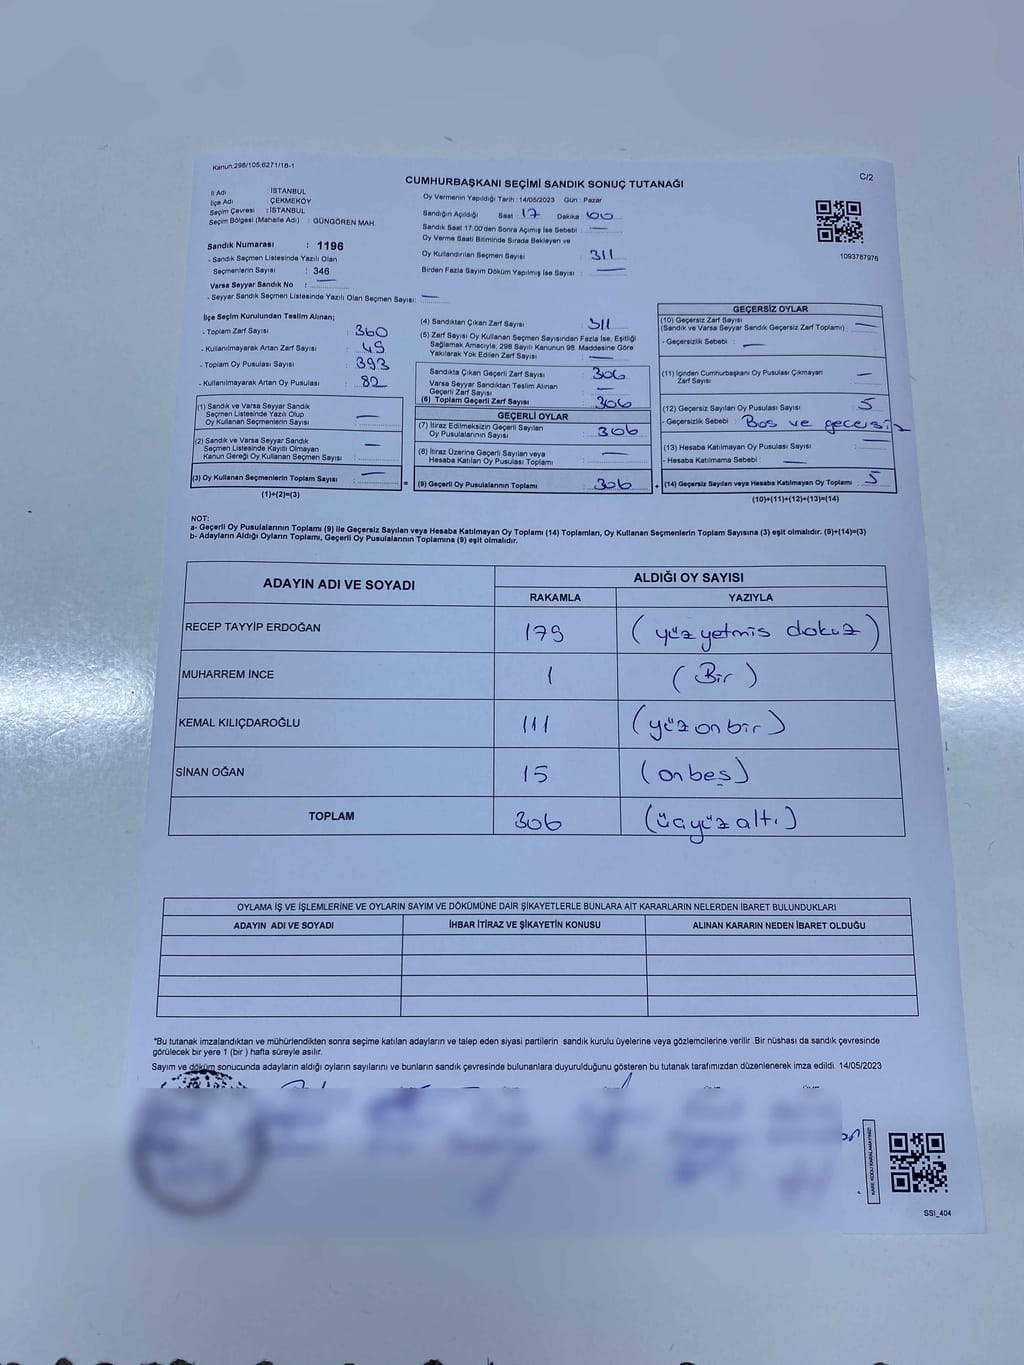 Kanun:298/105,6271/16-1
C/2
CUMHURBAŞKANI SEÇİMİ SANDIK SONUÇ TUTANAĞI
İl Adı : İSTANBUL
İlçe Adı : ÇEKMEKÖY
Seçim Çevresi : İSTANBUL
Seçim Bölgesi (Mahalle Adı) : GÜNGÖREN MAH.
Sandık Numarası : 1196
- Sandık Seçmen Listesinde Yazılı Olan
Seçmenlerin Sayısı : 346
Varsa Seyyar Sandık No : —
- Seyyar Sandık Seçmen Listesinde Yazılı Olan Seçmen Sayısı: —
Oy Vermenin Yapıldığı Tarih : 14/05/2023 Gün : Pazar
Sandığın Açıldığı Saat 17 Dakika 00
Sandık Saat 17:00'den Sonra Açımış İse Sebebi : —
Oy Verme Saati Bitiminde Sırada Bekleyen ve
Oy Kullandırılan Seçmen Sayısı : 311
Birden Fazla Sayım Döküm Yapılmış İse Sayısı : —
1093787976
İlçe Seçim Kurulundan Teslim Alınan;
- Toplam Zarf Sayısı : 360
- Kullanılmayarak Artan Zarf Sayısı : 49
- Toplam Oy Pusulası Sayısı : 393
- Kullanılmayarak Artan Oy Pusulası : 82
(1) Sandık ve Varsa Seyyar Sandık
Seçmen Listesinde Yazılı Olup
Oy Kullanan Seçmenlerin Sayısı : —
(2) Sandık ve Varsa Seyyar Sandık
Seçmen Listesinde Kayıtlı Olmayan
Kanun Gereği Oy Kullanan Seçmen Sayısı : —
(3) Oy Kullanan Seçmenlerin Toplam Sayısı : —
(1)+(2)=(3)
(4) Sandıktan Çıkan Zarf Sayısı : 311
(5) Zarf Sayısı Oy Kullanan Seçmen Sayısından Fazla İse, Eşitliği
Sağlamak Amacıyla, 298 Sayılı Kanunun 98. Maddesine Göre
Yakılarak Yok Edilen Zarf Sayısı : —
Sandıkta Çıkan Geçerli Zarf Sayısı : 306
Varsa Seyyar Sandıktan Teslim Alınan
Geçerli Zarf Sayısı : —
(6) Toplam Geçerli Zarf Sayısı : 306
GEÇERLİ OYLAR
(7) İtiraz Edilmeksizin Geçerli Sayılan
Oy Pusulalarının Sayısı : 306
(8) İtiraz Üzerine Geçerli Sayılan veya
Hesaba Katılan Oy Pusulası Toplamı : —
= (9) Geçerli Oy Pusulalarının Toplamı : 306 +
GEÇERSİZ OYLAR
(10) Geçersiz Zarf Sayısı
(Sandık ve Varsa Seyyar Sandık Geçersiz Zarf Toplamı) : —
- Geçersizlik Sebebi : —
(11) İçinden Cumhurbaşkanı Oy Pusulası Çıkmayan
Zarf Sayısı : —
(12) Geçersiz Sayılan Oy Pusulası Sayısı : 5
- Geçersizlik Sebebi : Bos ve gecersiz
(13) Hesaba Katılmayan Oy Pusulası Sayısı : —
- Hesaba Katılmama Sebebi : —
(14) Geçersiz Sayılan veya Hesaba Katılmayan Oy Toplamı : 5
(10)+(11)+(12)+(13)=(14)
NOT:
a- Geçerli Oy Pusulalarının Toplamı (9) ile Geçersiz Sayılan veya Hesaba Katılmayan Oy Toplamı (14) Toplamları, Oy Kullanan Seçmenlerin Toplam Sayısına (3) eşit olmalıdır. (9)+(14)=(3)
b- Adayların Aldığı Oyların Toplamı, Geçerli Oy Pusulalarının Toplamına (9) eşit olmalıdır.
ADAYIN ADI VE SOYADI ALDIĞI OY SAYISI
RAKAMLA YAZIYLA
RECEP TAYYİP ERDOĞAN 179 (yüz yetmis dokuz)
MUHARREM İNCE 1 (Bir)
KEMAL KILIÇDAROĞLU 111 (yüz on bir)
SİNAN OĞAN 15 (on beş)
TOPLAM 306 (üçyüz altı)
OYLAMA İŞ VE İŞLEMLERİNE VE OYLARIN SAYIM VE DÖKÜMÜNE DAİR ŞİKAYETLERLE BUNLARA AİT KARARLARIN NELERDEN İBARET BULUNDUKLARI
ADAYIN ADI VE SOYADI İHBAR İTİRAZ VE ŞİKAYETİN KONUSU ALINAN KARARIN NEDEN İBARET OLDUĞU
*Bu tutanak imzalandıktan ve mühürlendikten sonra seçime katılan adayların ve talep eden siyasi partilerin sandık kurulu üyelerine veya gözlemcilerine verilir .Bir nüshası da sandık çevresinde
görülecek bir yere 1 (bir ) hafta süreyle asılır.
Sayım ve döküm sonucunda adayların aldığı oyların sayılarını ve bunların sandık çevresinde bulunanlara duyurulduğunu gösteren bu tutanak tarafımızdan düzenlenerek imza edildi. 14/05/2023
KARE KODU KARALAMAYINIZ!
SSI_404